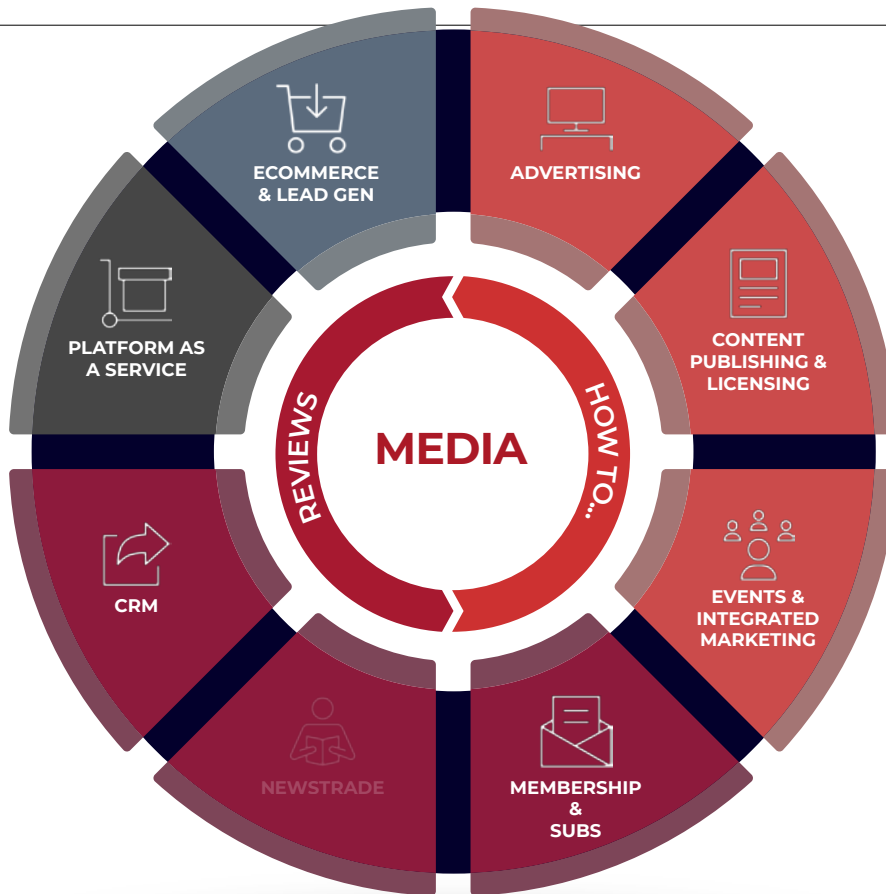 ECOMMERCE
& LEAD GEN
ADVERTISING
CONTENT
PUBLISHING &
LICENSING
EVENTS &
INTEGRATED
MARKETING
MEMBERSHIP
&
SUBS
NEWSTRADE
CRM
PLATFORM AS
A SERVICE
REVIEWS
MEDIA
HOW TO...